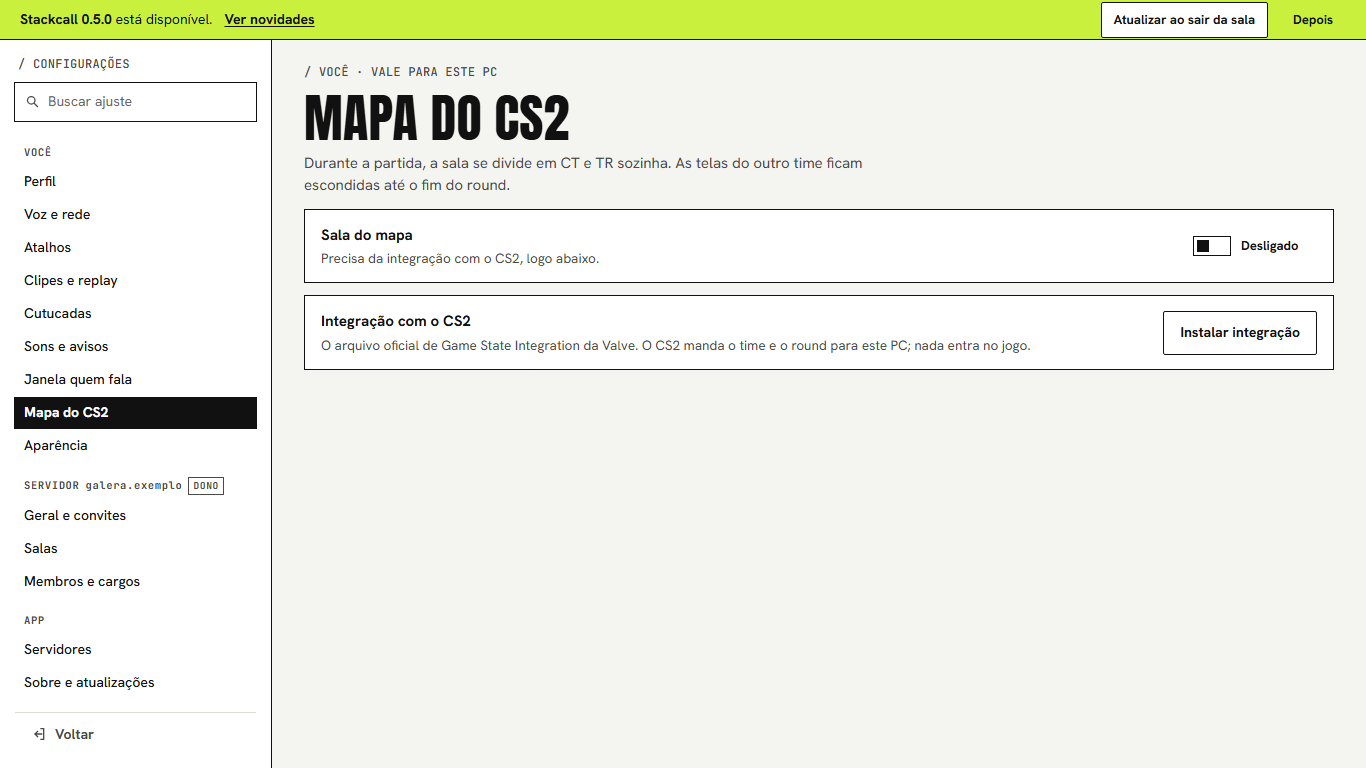 Stackcall 0.5.0 está disponível. Ver novidades
Atualizar ao sair da sala
Depois
/ CONFIGURAÇÕES
Buscar ajuste
VOCÊ
Perfil
Voz e rede
Atalhos
Clipes e replay
Cutucadas
Sons e avisos
Janela quem fala
Mapa do CS2
Aparência
SERVIDOR galera.exemplo DONO
Geral e convites
Salas
Membros e cargos
APP
Servidores
Sobre e atualizações
Voltar
/ VOCÊ · VALE PARA ESTE PC
MAPA DO CS2
Durante a partida, a sala se divide em CT e TR sozinha. As telas do outro time ficam
escondidas até o fim do round.
Sala do mapa
Precisa da integração com o CS2, logo abaixo.
Desligado
Integração com o CS2
O arquivo oficial de Game State Integration da Valve. O CS2 manda o time e o round para este PC; nada entra no jogo.
Instalar integração